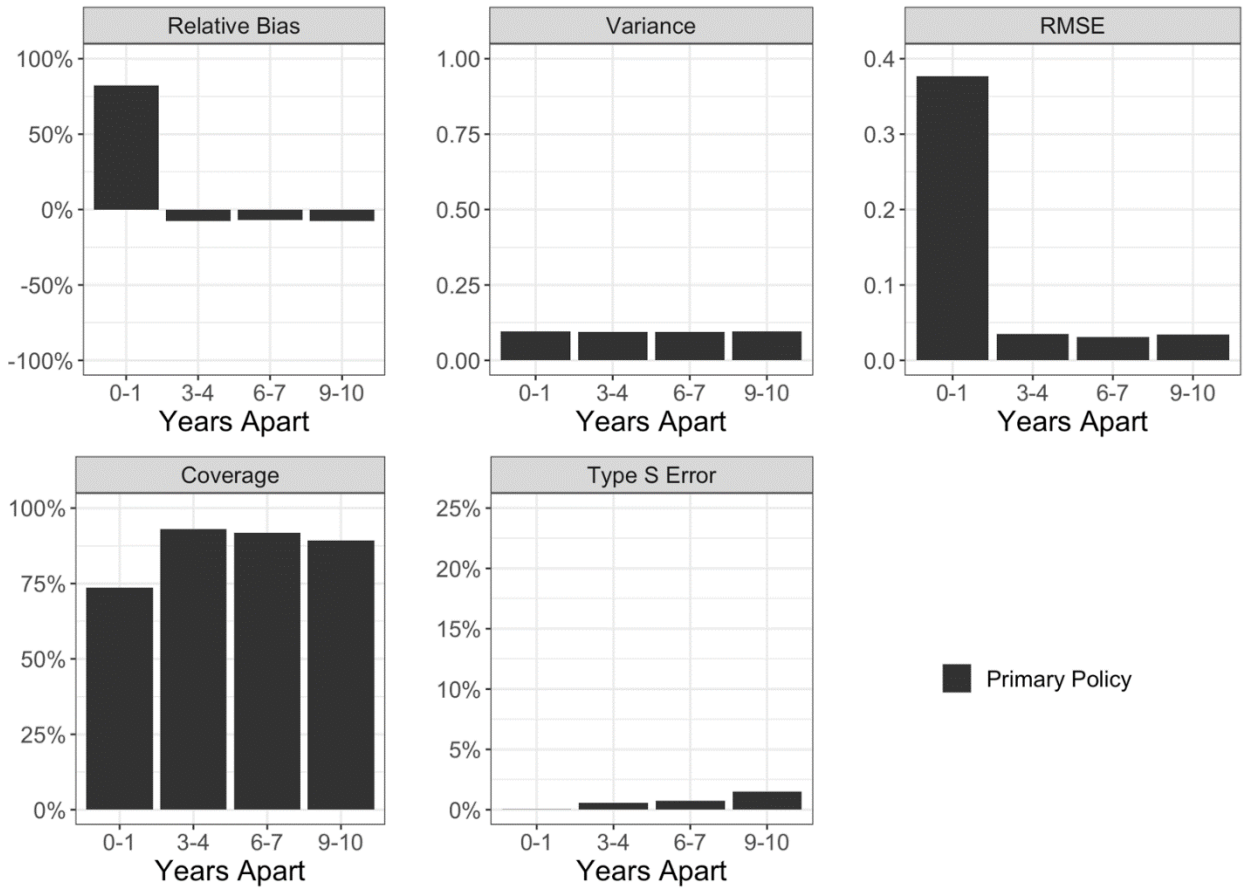 Relative Bias
100%
50%
0%
-50%
-100%
0-1 3-4 6-7 9-10
Years Apart
Variance
1.00
0.75
0.50
0.25
0.00
0-1 3-4 6-7 9-10
Years Apart
RMSE
0.4
0.3
0.2
0.1
0.0
0-1 3-4 6-7 9-10
Years Apart
Coverage
100%
75%
50%
25%
0%
0-1 3-4 6-7 9-10
Years Apart
Type S Error
25%
20%
15%
10%
5%
0%
0-1 3-4 6-7 9-10
Years Apart
Primary Policy